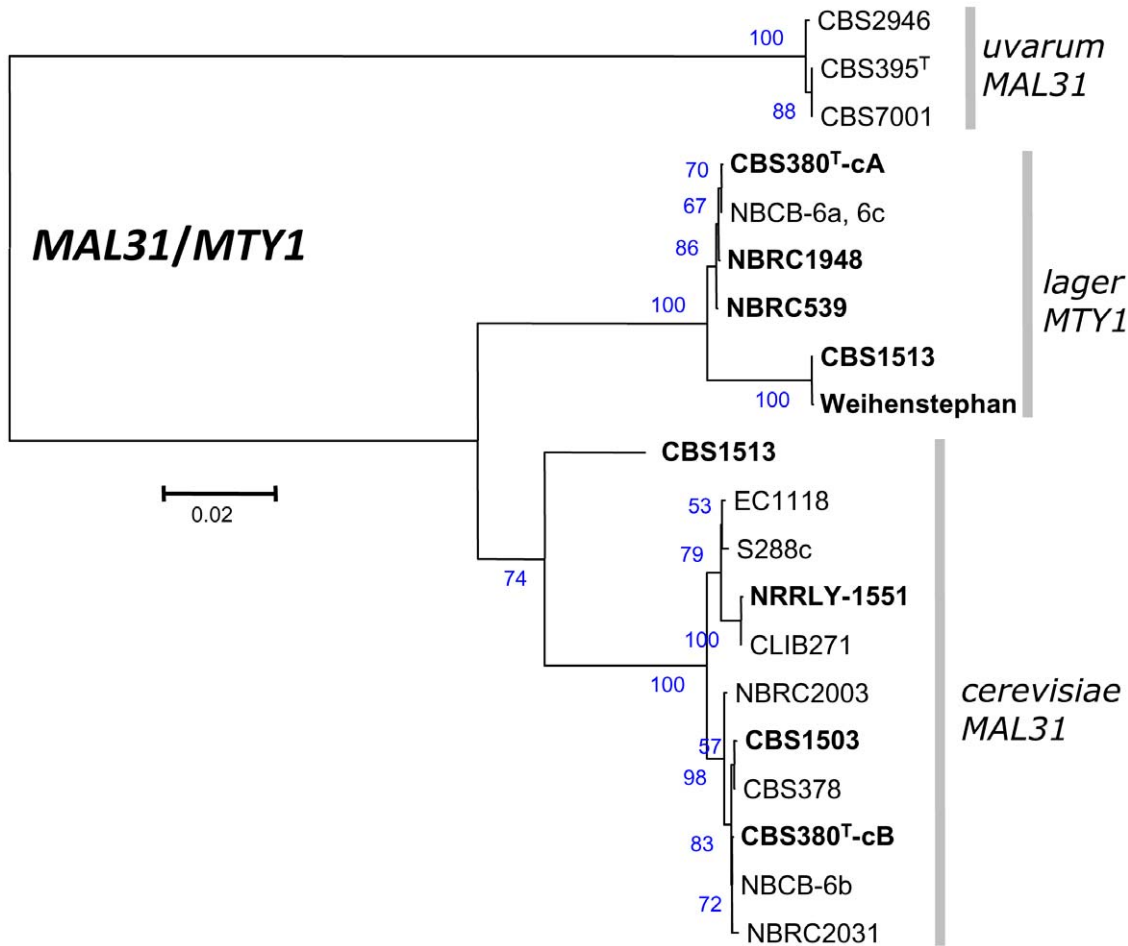 CBS2946
100
CBS395ᵀ
88
CBS7001
uvarum
MAL31
70
CBS380ᵀ-cA
67
NBCB-6a, 6c
86
NBRC1948
100
NBRC539
CBS1513
100
Weihenstephan
lager
MTY1
MAL31/MTY1
0.02
CBS1513
74
53
EC1118
79
S288c
NRRLY-1551
100
CLIB271
100
NBRC2003
57
CBS1503
98
CBS378
83
CBS380ᵀ-cB
NBCB-6b
72
NBRC2031
cerevisiae
MAL31